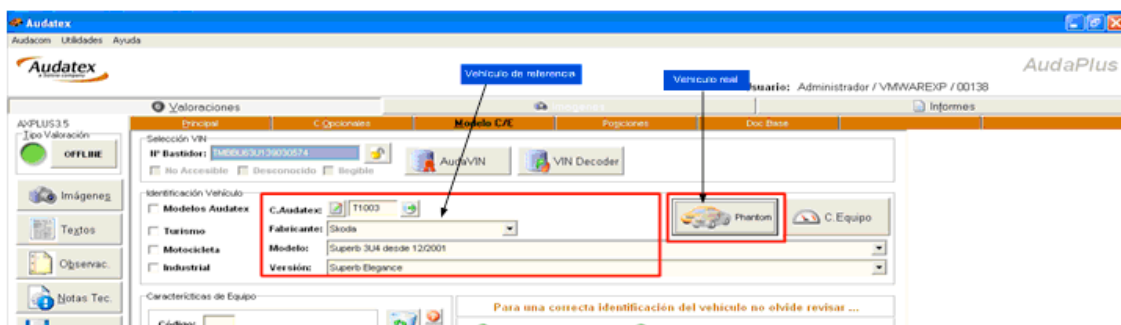 Audatex
Audacom Utilidades Ayuda
Audatex
AudaPlus
Vehículo de referencia
Vehiculo real
Usuario: Administrador / VMWAREXP / 00138
Valoraciones
Imágenes
Informes
AXPLUS3.5
Principal
C.Opcionales
Modelo C/E
Posiciones
Doc Base
Tipo Valoración
OFFLINE
Selección VIN
Nº Bastidor: TMBBU63U139030574
AudaVIN
VIN Decoder
No Accesible
Desconocido
Ilegible
Imágenes
Identificación Vehículo
Modelos Audatex
C.Audatex: T1003
Phantom
C.Equipo
Textos
Turismo
Fabricante: Skoda
Motocicleta
Modelo: Superb 3U4 desde 12/2001
Observac.
Industrial
Versión: Superb Elegance
Notas Tec.
Características de Equipo
Código:
Para una correcta identificación del vehículo no olvide revisar ...